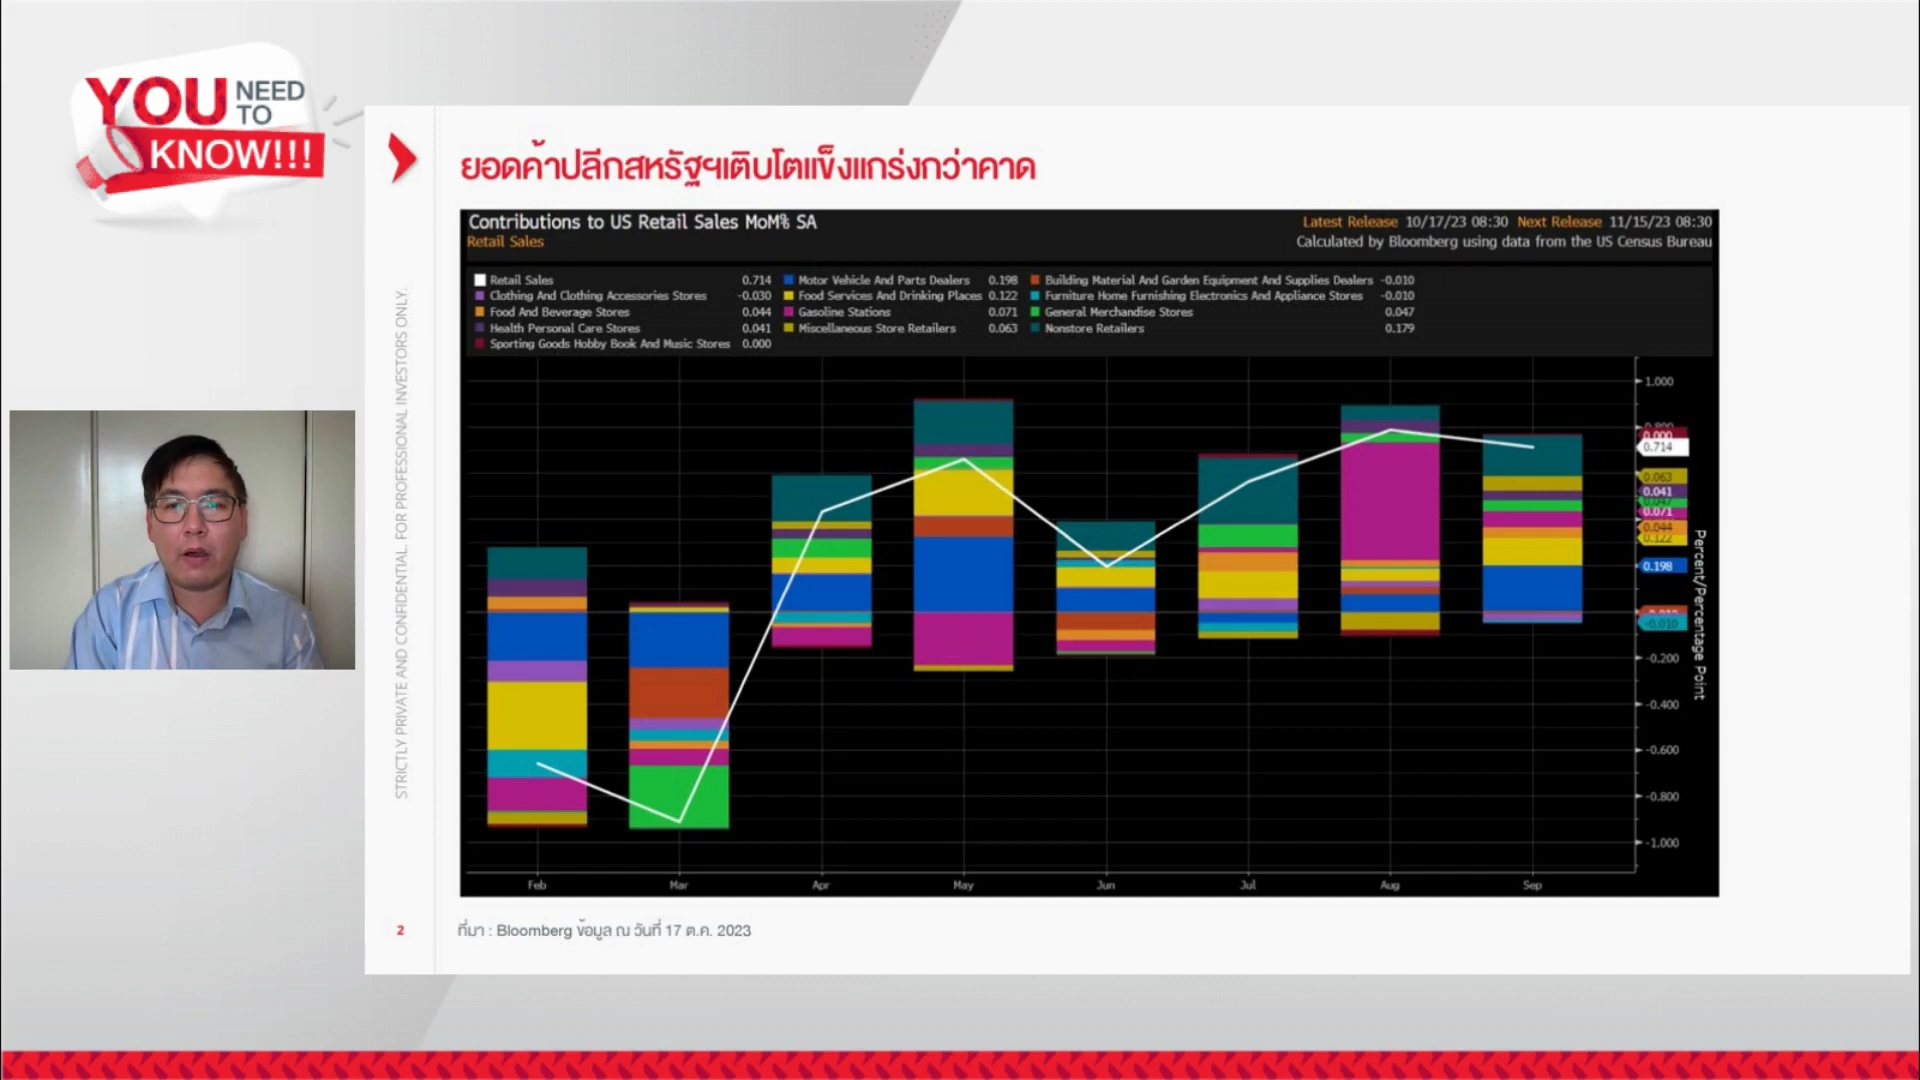 YOU NEED
TO
KNOW!!!
ยอดค้าปลีกสหรัฐฯเติบโตแข็งแกร่งกว่าคาด
Contributions to US Retail Sales MoM% SA
Latest Release 10/17/23 08:30 Next Release 11/15/23 08:30
Retail Sales
Calculated by Bloomberg using data from the US Census Bureau
Retail Sales 0.714 Motor Vehicle And Parts Dealers 0.198 Building Material And Garden Equipment And Supplies Dealers -0.010
Clothing And Clothing Accessories Stores -0.030 Food Services And Drinking Places 0.122 Furniture Home Furnishing Electronics And Appliance Stores -0.010
Food And Beverage Stores 0.044 Gasoline Stations 0.071 General Merchandise Stores 0.047
Health Personal Care Stores 0.041 Miscellaneous Store Retailers 0.063 Nonstore Retailers 0.179
Sporting Goods Hobby Book And Music Stores 0.000
1.000
0.000
0.714
0.063
0.041
0.071
0.044
0.122
0.198
-0.010
-0.200
-0.400
-0.600
-0.800
-1.000
Percent/Percentage Point
Feb Mar Apr May Jun Jul Aug Sep
STRICTLY PRIVATE AND CONFIDENTIAL. FOR PROFESSIONAL INVESTORS ONLY.
2
ที่มา : Bloomberg ข้อมูล ณ วันที่ 17 ต.ค. 2023